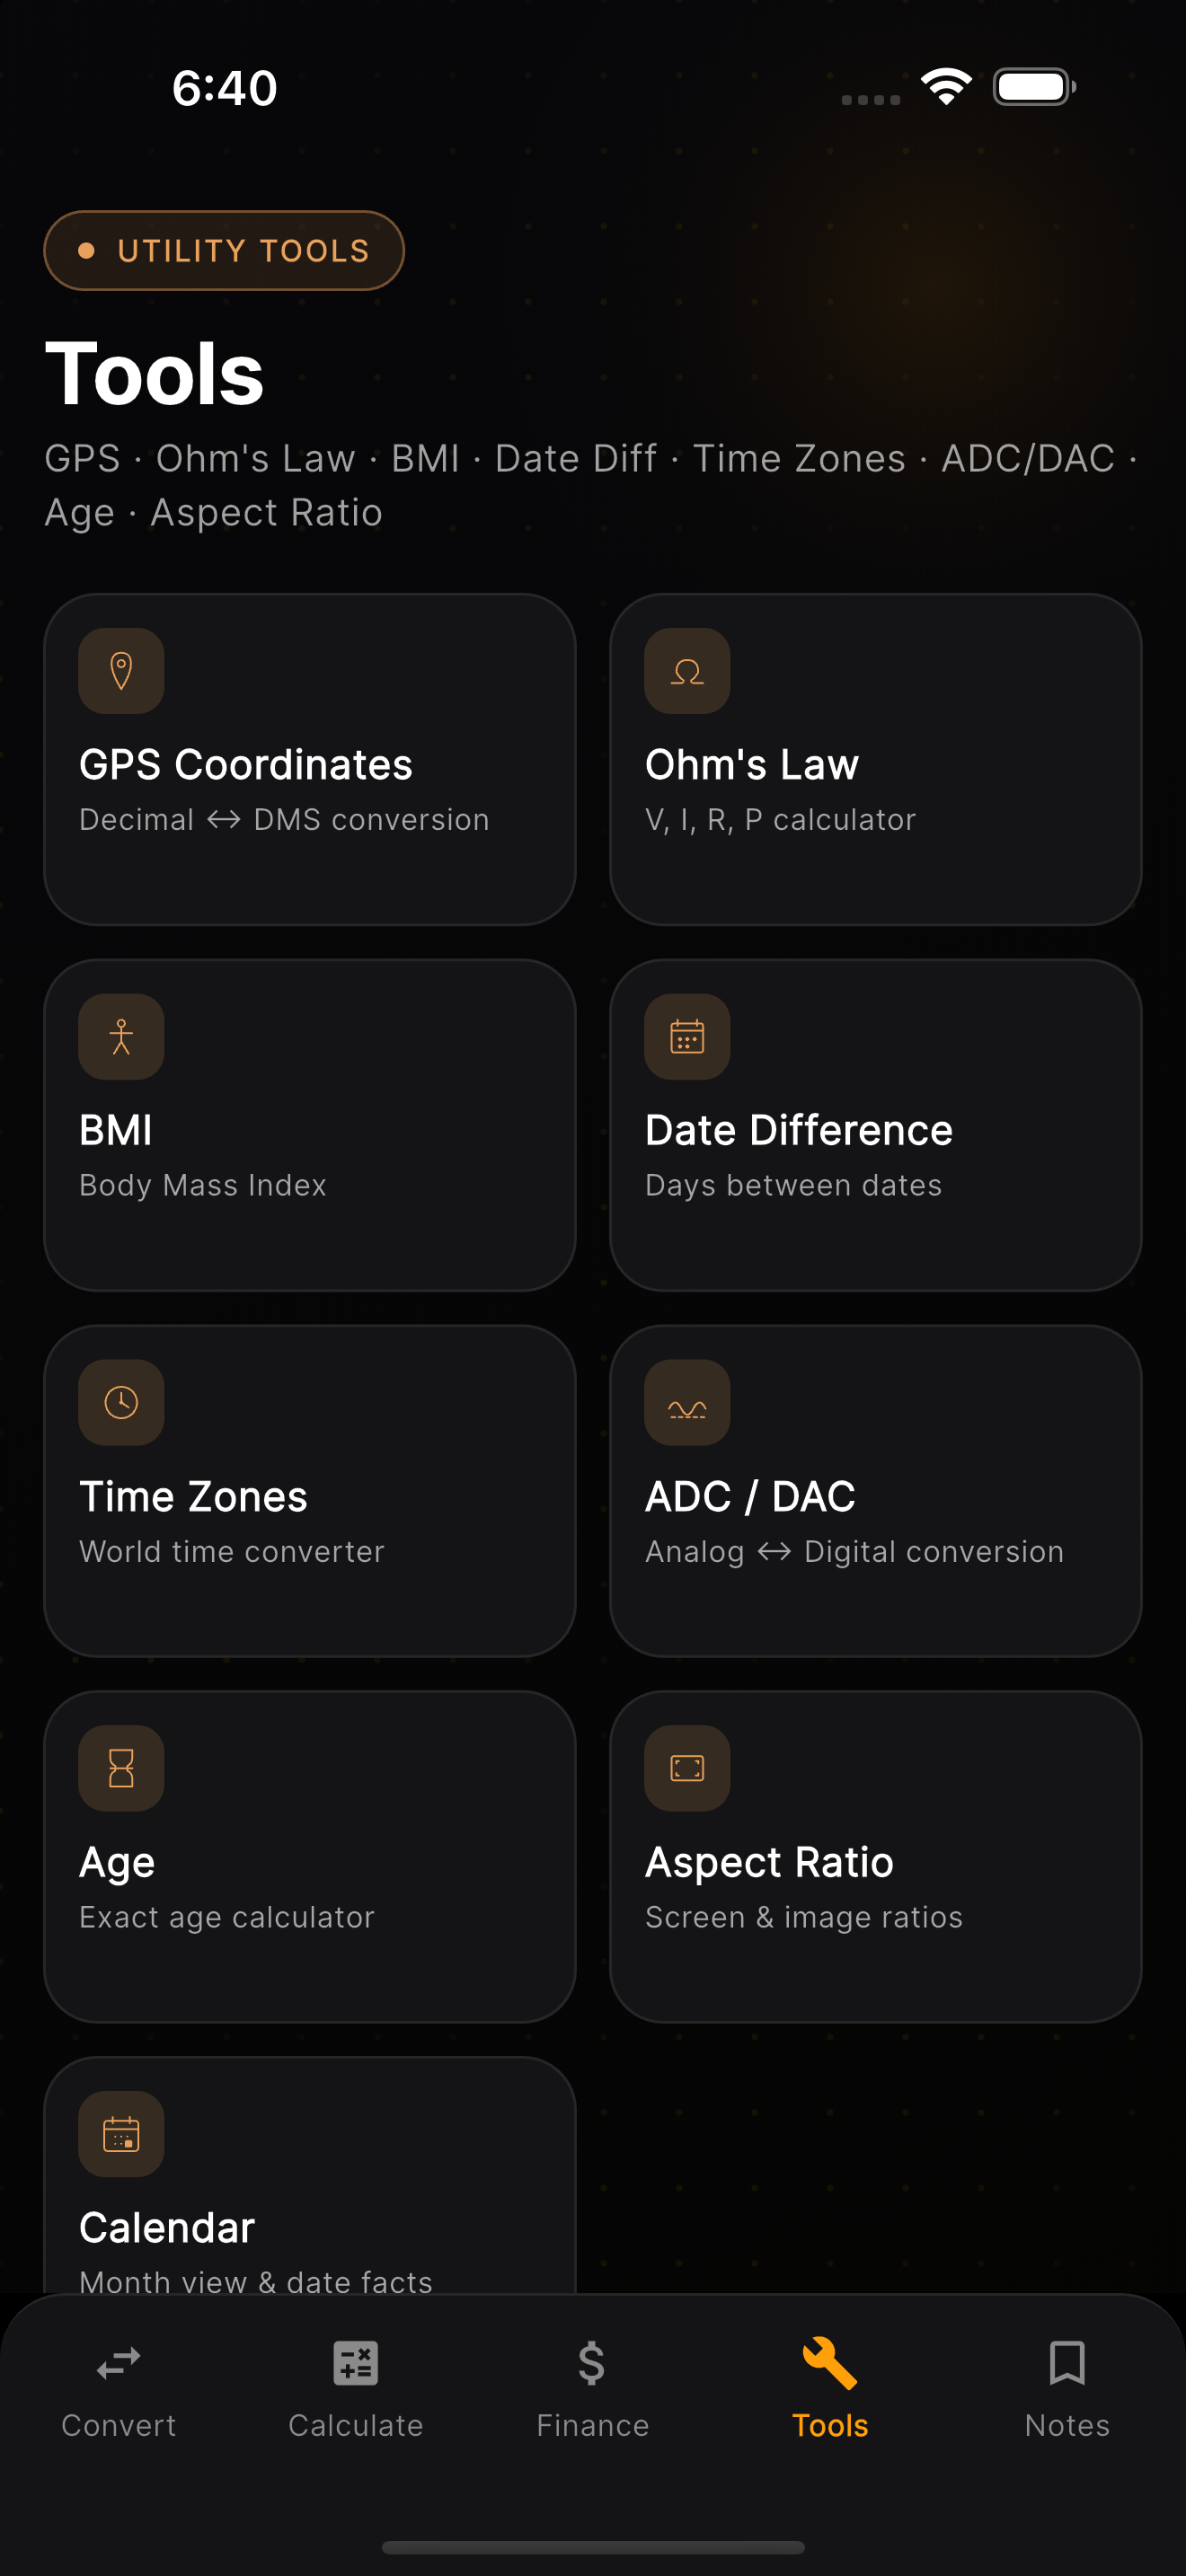 6:40
UTILITY TOOLS
Tools
GPS · Ohm's Law · BMI · Date Diff · Time Zones · ADC/DAC ·
Age · Aspect Ratio
GPS Coordinates
Decimal ↔ DMS conversion
Ohm's Law
V, I, R, P calculator
BMI
Body Mass Index
Date Difference
Days between dates
Time Zones
World time converter
ADC / DAC
Analog ↔ Digital conversion
Age
Exact age calculator
Aspect Ratio
Screen & image ratios
Calendar
Month view & date facts
Convert
Calculate
Finance
Tools
Notes